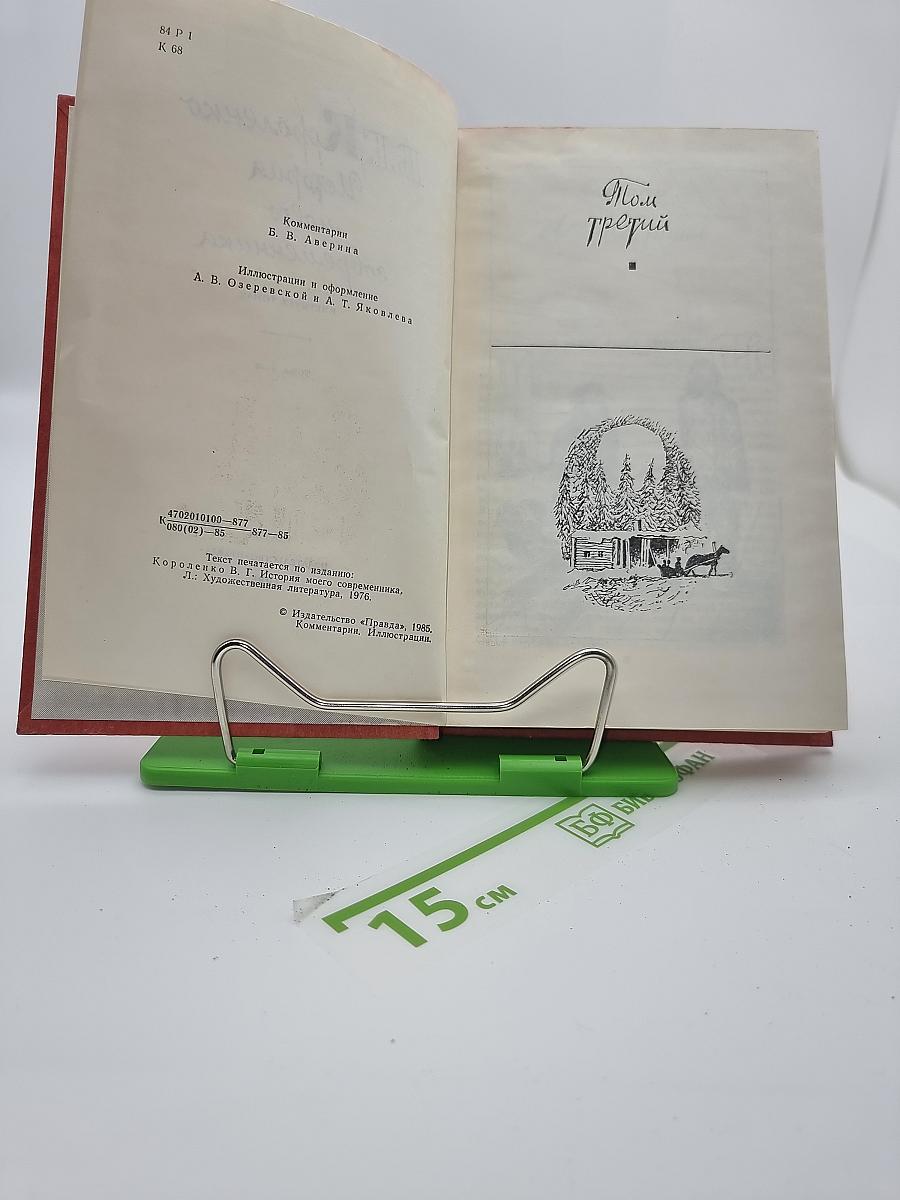 84 Р 1
К 68
Комментарии
Б. В. Аверина
Иллюстрации и оформление
А. В. Озеревской и А. Т. Яковлева
К 4702010100—877
080(02)—85 877—85
Текст печатается по изданию:
Короленко В. Г. История моего современника,
Л.: Художественная литература, 1976.
© Издательство «Правда», 1985.
Комментарии. Иллюстрации.
Том
третий
БФ
15 см